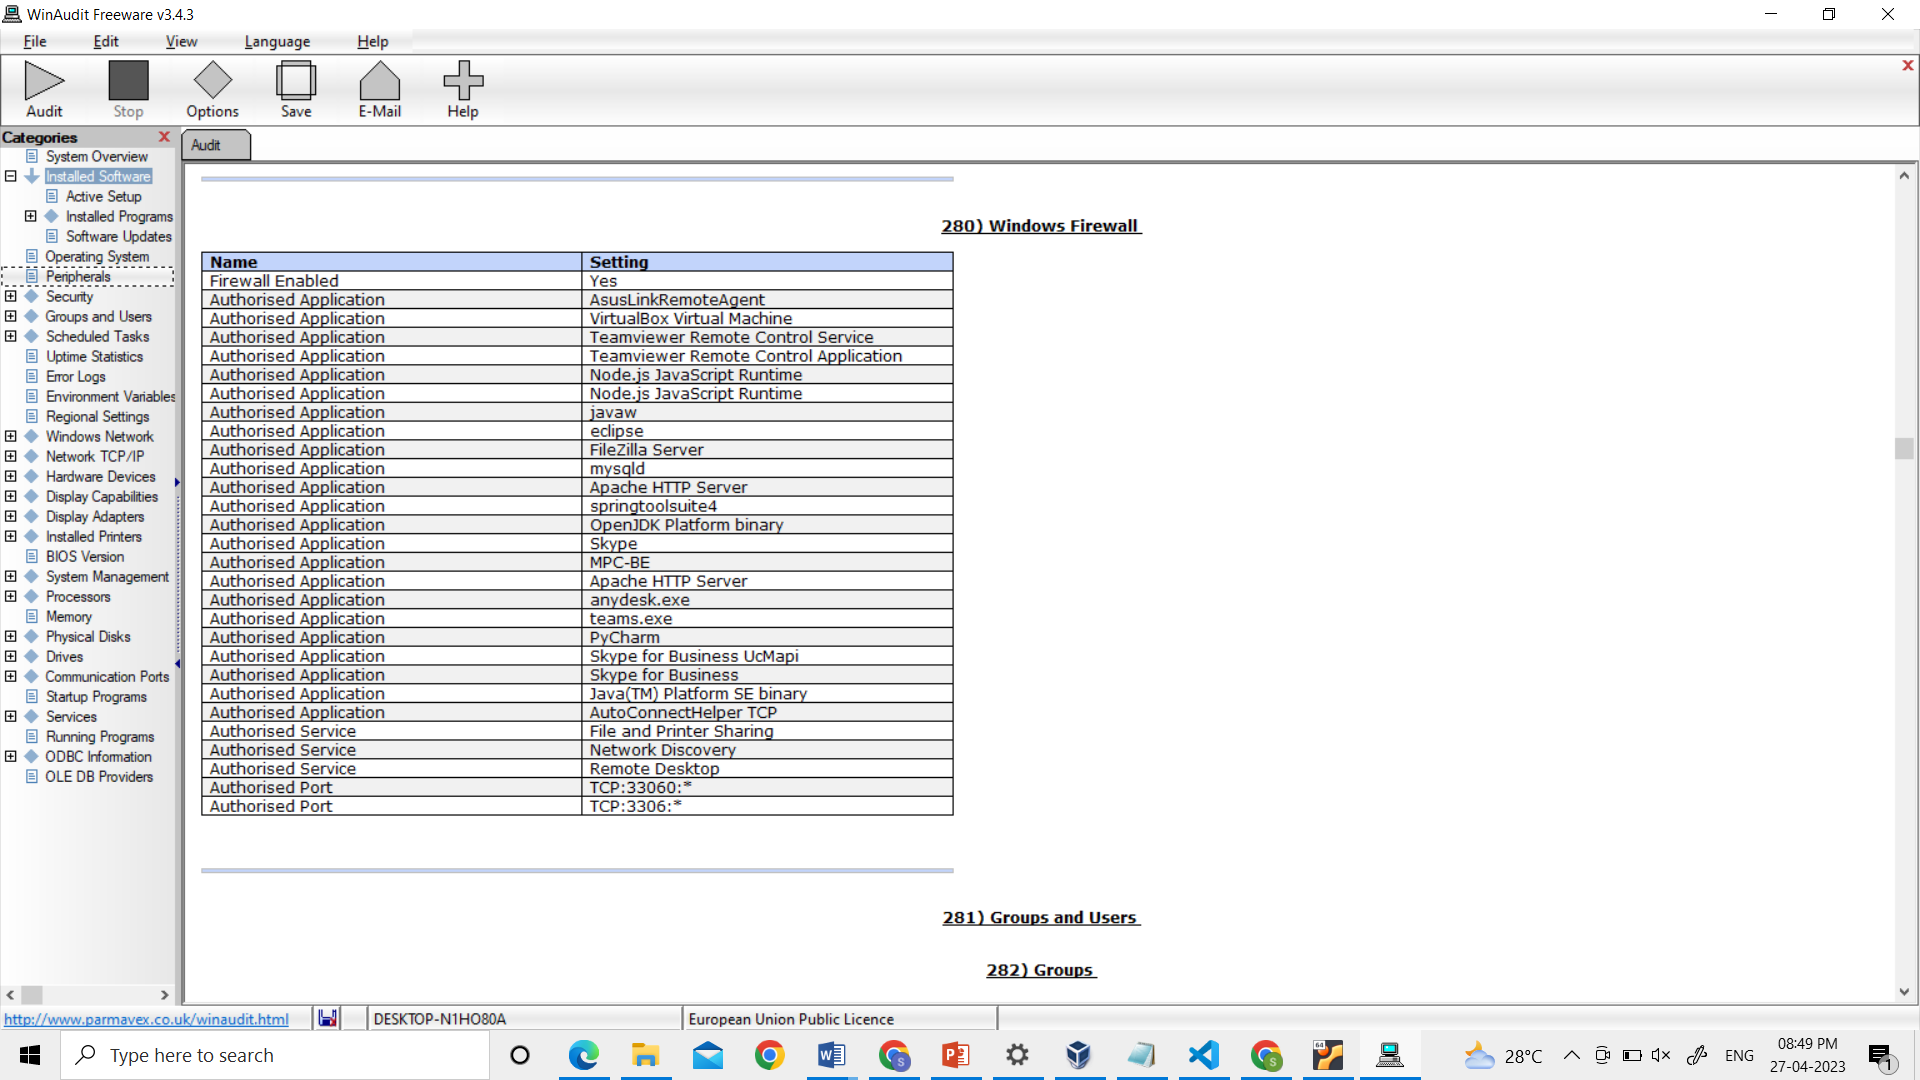 WinAudit Freeware v3.4.3
File Edit View Language Help
Audit Stop Options Save E-Mail Help
Categories
System Overview
Installed Software
Active Setup
Installed Programs
Software Updates
Operating System
Peripherals
Security
Groups and Users
Scheduled Tasks
Uptime Statistics
Error Logs
Environment Variables
Regional Settings
Windows Network
Network TCP/IP
Hardware Devices
Display Capabilities
Display Adapters
Installed Printers
BIOS Version
System Management
Processors
Memory
Physical Disks
Drives
Communication Ports
Startup Programs
Services
Running Programs
ODBC Information
OLE DB Providers
Audit
280) Windows Firewall
Name Setting
Firewall Enabled Yes
Authorised Application AsusLinkRemoteAgent
Authorised Application VirtualBox Virtual Machine
Authorised Application Teamviewer Remote Control Service
Authorised Application Teamviewer Remote Control Application
Authorised Application Node.js JavaScript Runtime
Authorised Application Node.js JavaScript Runtime
Authorised Application javaw
Authorised Application eclipse
Authorised Application FileZilla Server
Authorised Application mysqld
Authorised Application Apache HTTP Server
Authorised Application springtoolsuite4
Authorised Application OpenJDK Platform binary
Authorised Application Skype
Authorised Application MPC-BE
Authorised Application Apache HTTP Server
Authorised Application anydesk.exe
Authorised Application teams.exe
Authorised Application PyCharm
Authorised Application Skype for Business UcMapi
Authorised Application Skype for Business
Authorised Application Java(TM) Platform SE binary
Authorised Application AutoConnectHelper TCP
Authorised Service File and Printer Sharing
Authorised Service Network Discovery
Authorised Service Remote Desktop
Authorised Port TCP:33060:*
Authorised Port TCP:3306:*
281) Groups and Users
282) Groups
http://www.parmavex.co.uk/winaudit.html DESKTOP-N1HO80A European Union Public Licence
Type here to search 28°C ENG 08:49 PM
27-04-2023 1